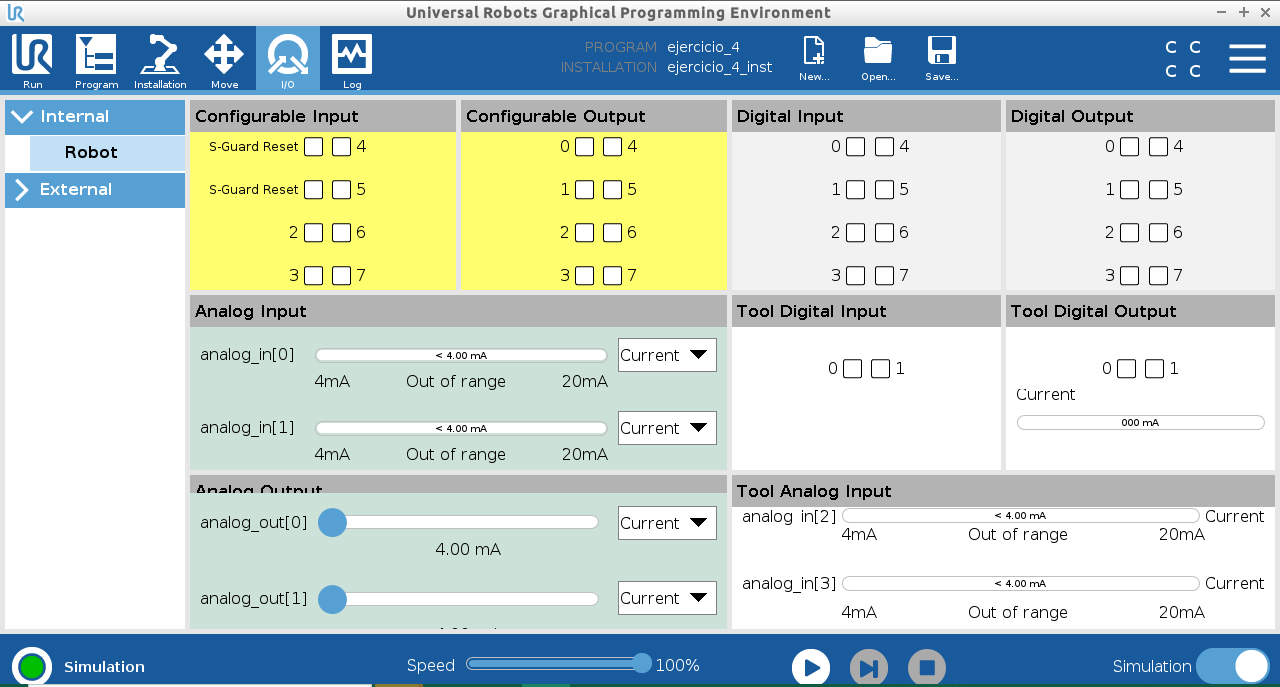 Universal Robots Graphical Programming Environment
UR
Run
Program
Installation
Move
I/O
Log
PROGRAM ejercicio_4
INSTALLATION ejercicio_4_inst
New...
Open...
Save...
C C
C C
Internal
Robot
External
Configurable Input
S-Guard Reset 4
S-Guard Reset 5
2 6
3 7
Configurable Output
0 4
1 5
2 6
3 7
Digital Input
0 4
1 5
2 6
3 7
Digital Output
0 4
1 5
2 6
3 7
Analog Input
analog_in[0] < 4.00 mA Current
4mA Out of range 20mA
analog_in[1] < 4.00 mA Current
4mA Out of range 20mA
Tool Digital Input
0 1
Tool Digital Output
0 1
Current
000 mA
Analog Output
analog_out[0] Current
4.00 mA
analog_out[1] Current
Tool Analog Input
analog_in[2] < 4.00 mA Current
4mA Out of range 20mA
analog_in[3] < 4.00 mA Current
4mA Out of range 20mA
Simulation
Speed 100%
Simulation